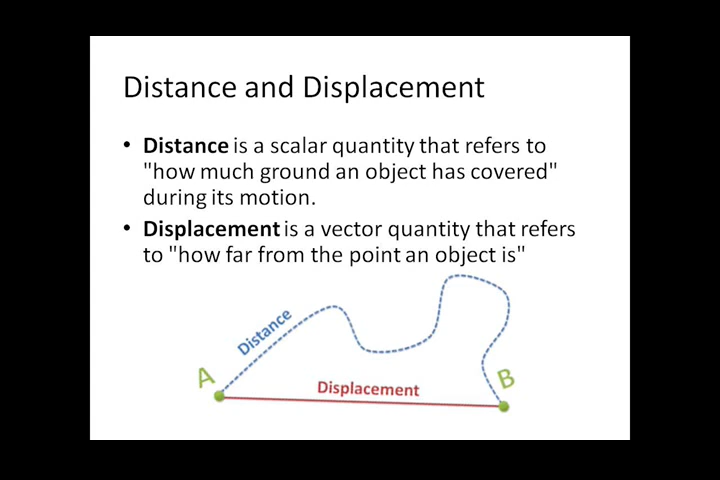 Distance and Displacement
• Distance is a scalar quantity that refers to
"how much ground an object has covered"
during its motion.
• Displacement is a vector quantity that refers
to "how far from the point an object is"
Distance
A
B
Displacement